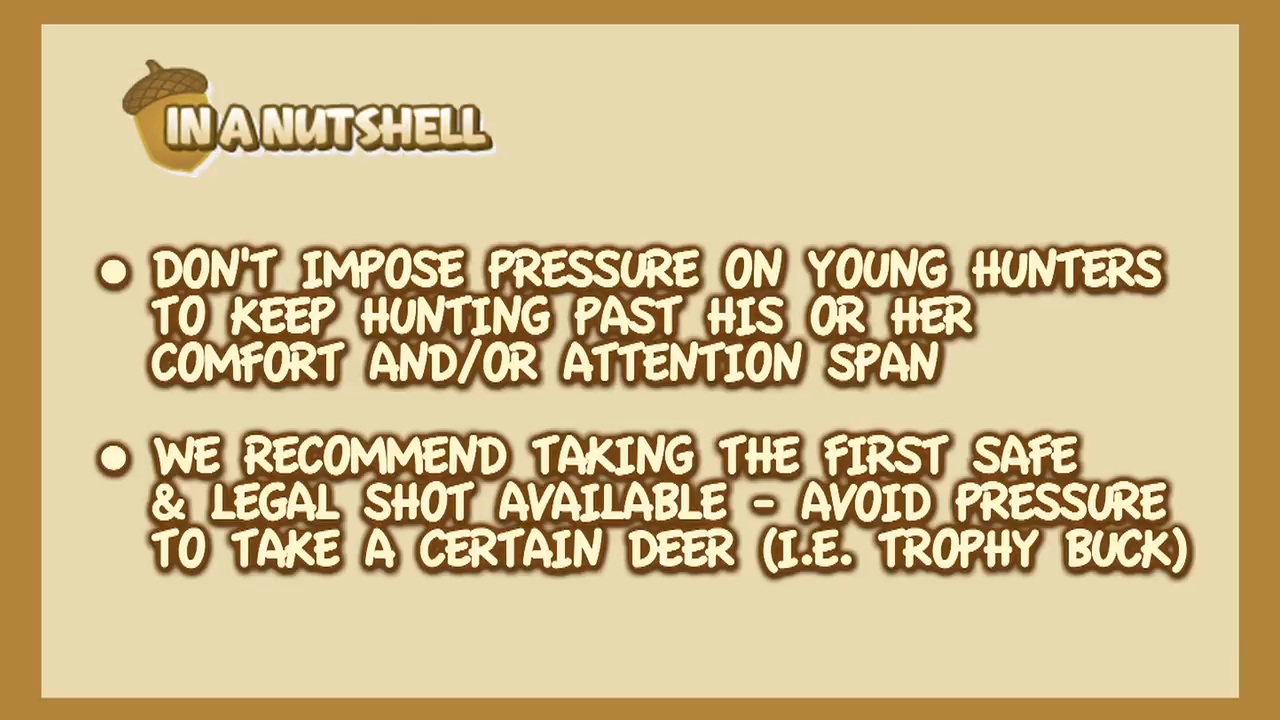 IN A NUTSHELL
• DON'T IMPOSE PRESSURE ON YOUNG HUNTERS
TO KEEP HUNTING PAST HIS OR HER
COMFORT AND/OR ATTENTION SPAN
• WE RECOMMEND TAKING THE FIRST SAFE
& LEGAL SHOT AVAILABLE - AVOID PRESSURE
TO TAKE A CERTAIN DEER (I.E. TROPHY BUCK)